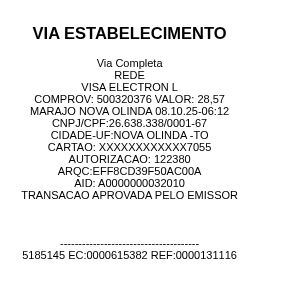 VIA ESTABELECIMENTO
Via Completa
REDE
VISA ELECTRON L
COMPROV: 500320376 VALOR: 28,57
MARAJO NOVA OLINDA 08.10.25-06:12
CNPJ/CPF:26.638.338/0001-67
CIDADE-UF:NOVA OLINDA -TO
CARTAO: XXXXXXXXXXXX7055
AUTORIZACAO: 122380
ARQC:EFF8CD39F50AC00A
AID: A0000000032010
TRANSACAO APROVADA PELO EMISSOR
--------------------------------------
5185145 EC:0000615382 REF:0000131116